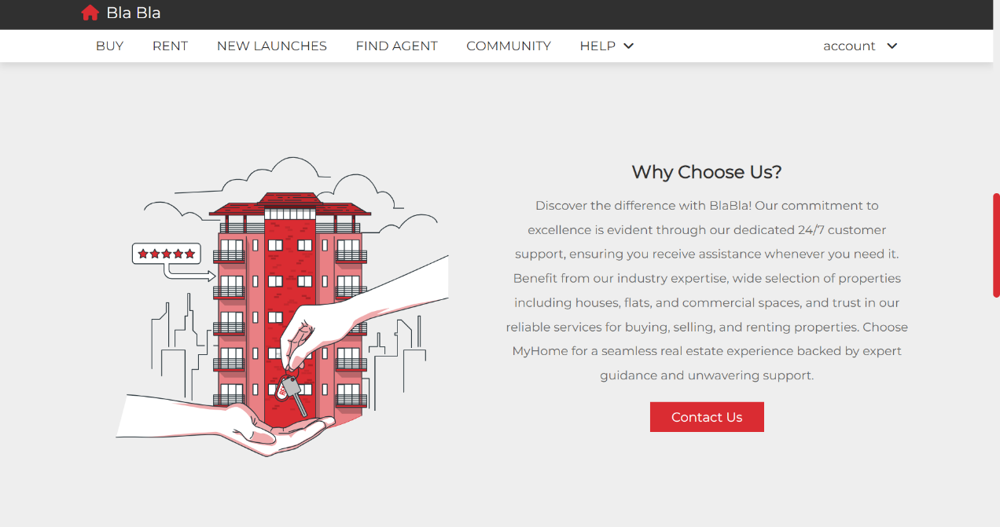 Bla Bla
BUY RENT NEW LAUNCHES FIND AGENT COMMUNITY HELP account
Why Choose Us?
Discover the difference with BlaBla! Our commitment to
excellence is evident through our dedicated 24/7 customer
support, ensuring you receive assistance whenever you need it.
Benefit from our industry expertise, wide selection of properties
including houses, flats, and commercial spaces, and trust in our
reliable services for buying, selling, and renting properties. Choose
MyHome for a seamless real estate experience backed by expert
guidance and unwavering support.
Contact Us